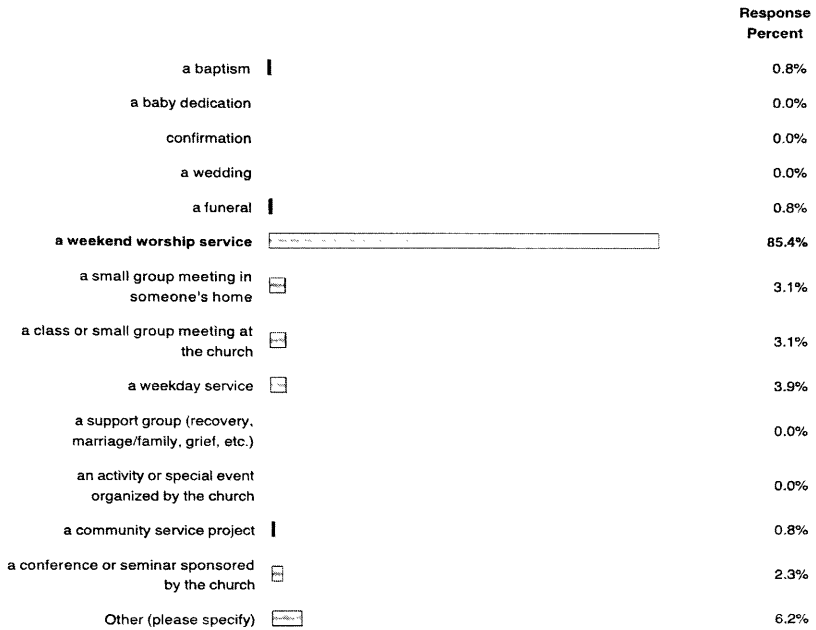 Response
Percent
a baptism 0.8%
a baby dedication 0.0%
confirmation 0.0%
a wedding 0.0%
a funeral 0.8%
a weekend worship service 85.4%
a small group meeting in
someone's home 3.1%
a class or small group meeting at
the church 3.1%
a weekday service 3.9%
a support group (recovery,
marriage/family, grief, etc.) 0.0%
an activity or special event
organized by the church 0.0%
a community service project 0.8%
a conference or seminar sponsored
by the church 2.3%
Other (please specify) 6.2%